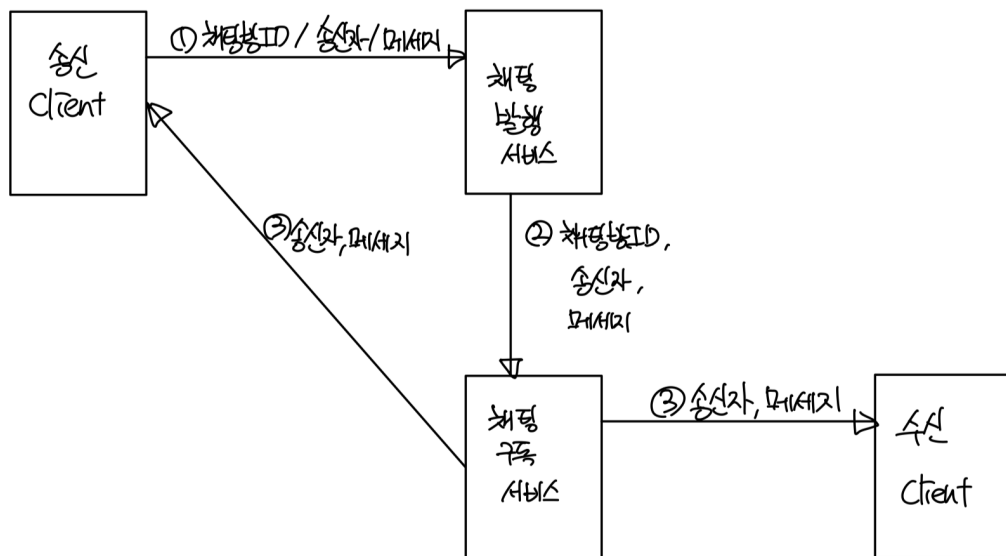 송신
Client
① 채팅방ID / 송신자 / 메세지
채팅
발행
서비스
③ 송신자, 메세지
② 채팅방ID,
송신자,
메세지
채팅
구독
서비스
③ 송신자, 메세지
수신
Client